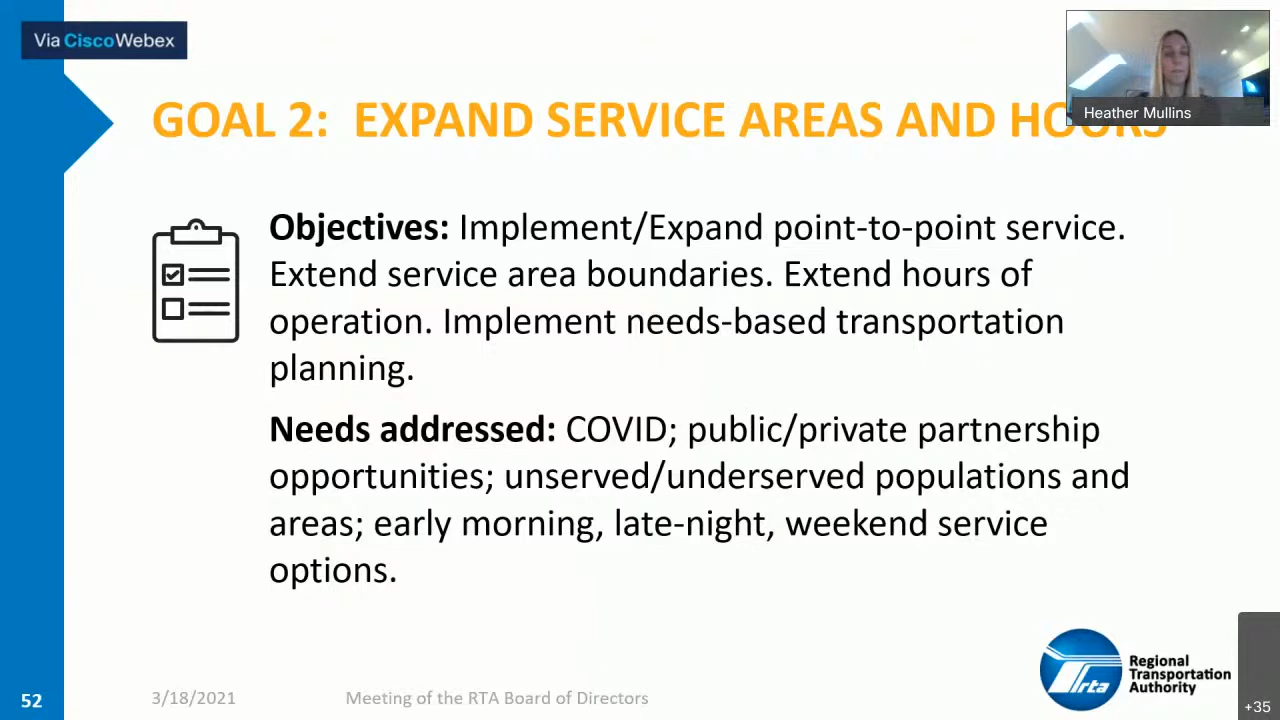 Via CiscoWebex
Heather Mullins
GOAL 2: EXPAND SERVICE AREAS AND HOURS
Objectives: Implement/Expand point-to-point service.
Extend service area boundaries. Extend hours of
operation. Implement needs-based transportation
planning.
Needs addressed: COVID; public/private partnership
opportunities; unserved/underserved populations and
areas; early morning, late-night, weekend service
options.
rta
Regional
Transportation
Authority
52
3/18/2021
Meeting of the RTA Board of Directors
+35